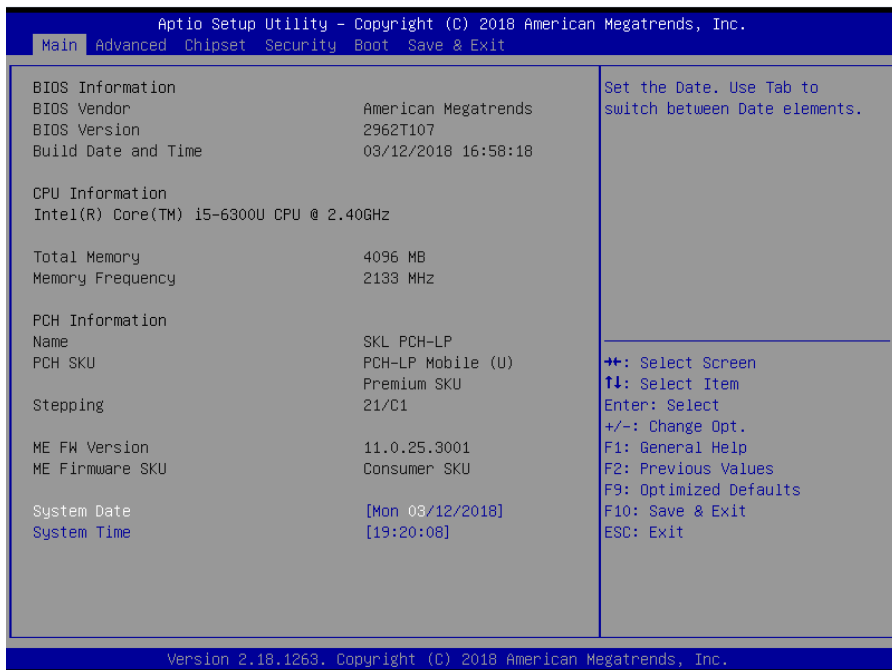 Aptio Setup Utility – Copyright (C) 2018 American Megatrends, Inc.
Main Advanced Chipset Security Boot Save & Exit
BIOS Information
BIOS Vendor American Megatrends
BIOS Version 2962T107
Build Date and Time 03/12/2018 16:58:18
CPU Information
Intel(R) Core(TM) i5-6300U CPU @ 2.40GHz
Total Memory 4096 MB
Memory Frequency 2133 MHz
PCH Information
Name SKL PCH-LP
PCH SKU PCH-LP Mobile (U)
Premium SKU
Stepping 21/C1
ME FW Version 11.0.25.3001
ME Firmware SKU Consumer SKU
System Date [Mon 03/12/2018]
System Time [19:20:08]
Set the Date. Use Tab to
switch between Date elements.
→←: Select Screen
↑↓: Select Item
Enter: Select
+/-: Change Opt.
F1: General Help
F2: Previous Values
F9: Optimized Defaults
F10: Save & Exit
ESC: Exit
Version 2.18.1263. Copyright (C) 2018 American Megatrends, Inc.